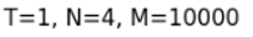 T=1, N=4, M=10000